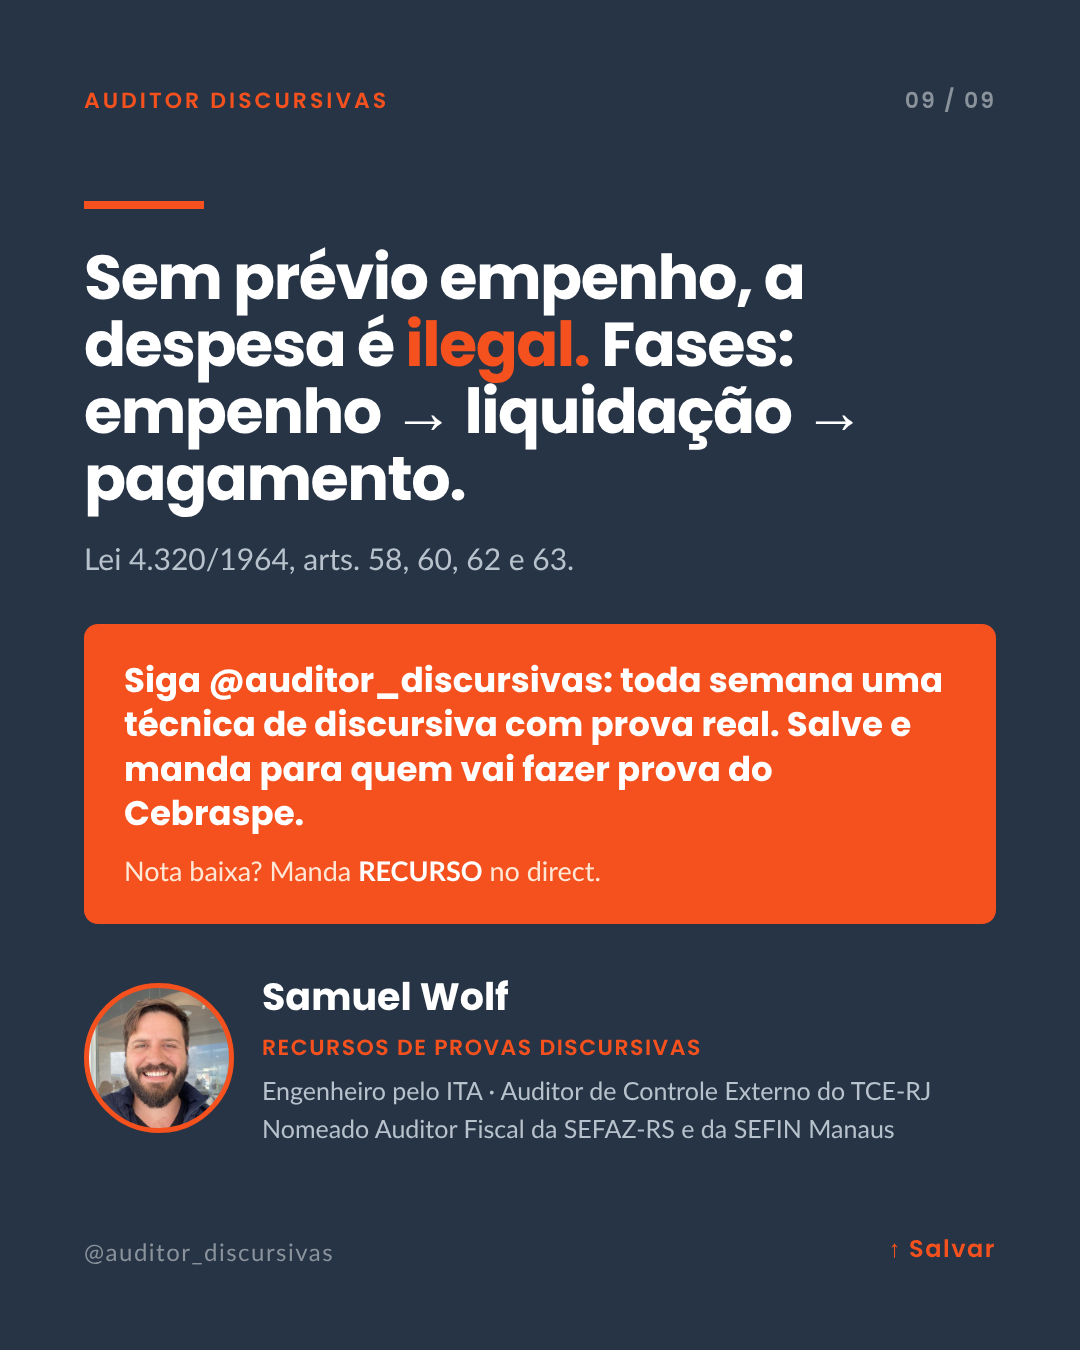 AUDITOR DISCURSIVAS
09 / 09
Sem prévio empenho, a
despesa é ilegal. Fases:
empenho → liquidação →
pagamento.
Lei 4.320/1964, arts. 58, 60, 62 e 63.
Siga @auditor_discursivas: toda semana uma
técnica de discursiva com prova real. Salve e
manda para quem vai fazer prova do
Cebraspe.
Nota baixa? Manda RECURSO no direct.
Samuel Wolf
RECURSOS DE PROVAS DISCURSIVAS
Engenheiro pelo ITA · Auditor de Controle Externo do TCE-RJ
Nomeado Auditor Fiscal da SEFAZ-RS e da SEFIN Manaus
@auditor_discursivas
↑ Salvar